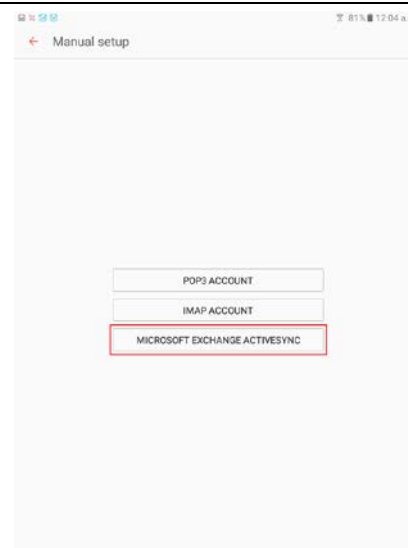 81% 12:04 a.
Manual setup
POP3 ACCOUNT
IMAP ACCOUNT
MICROSOFT EXCHANGE ACTIVESYNC